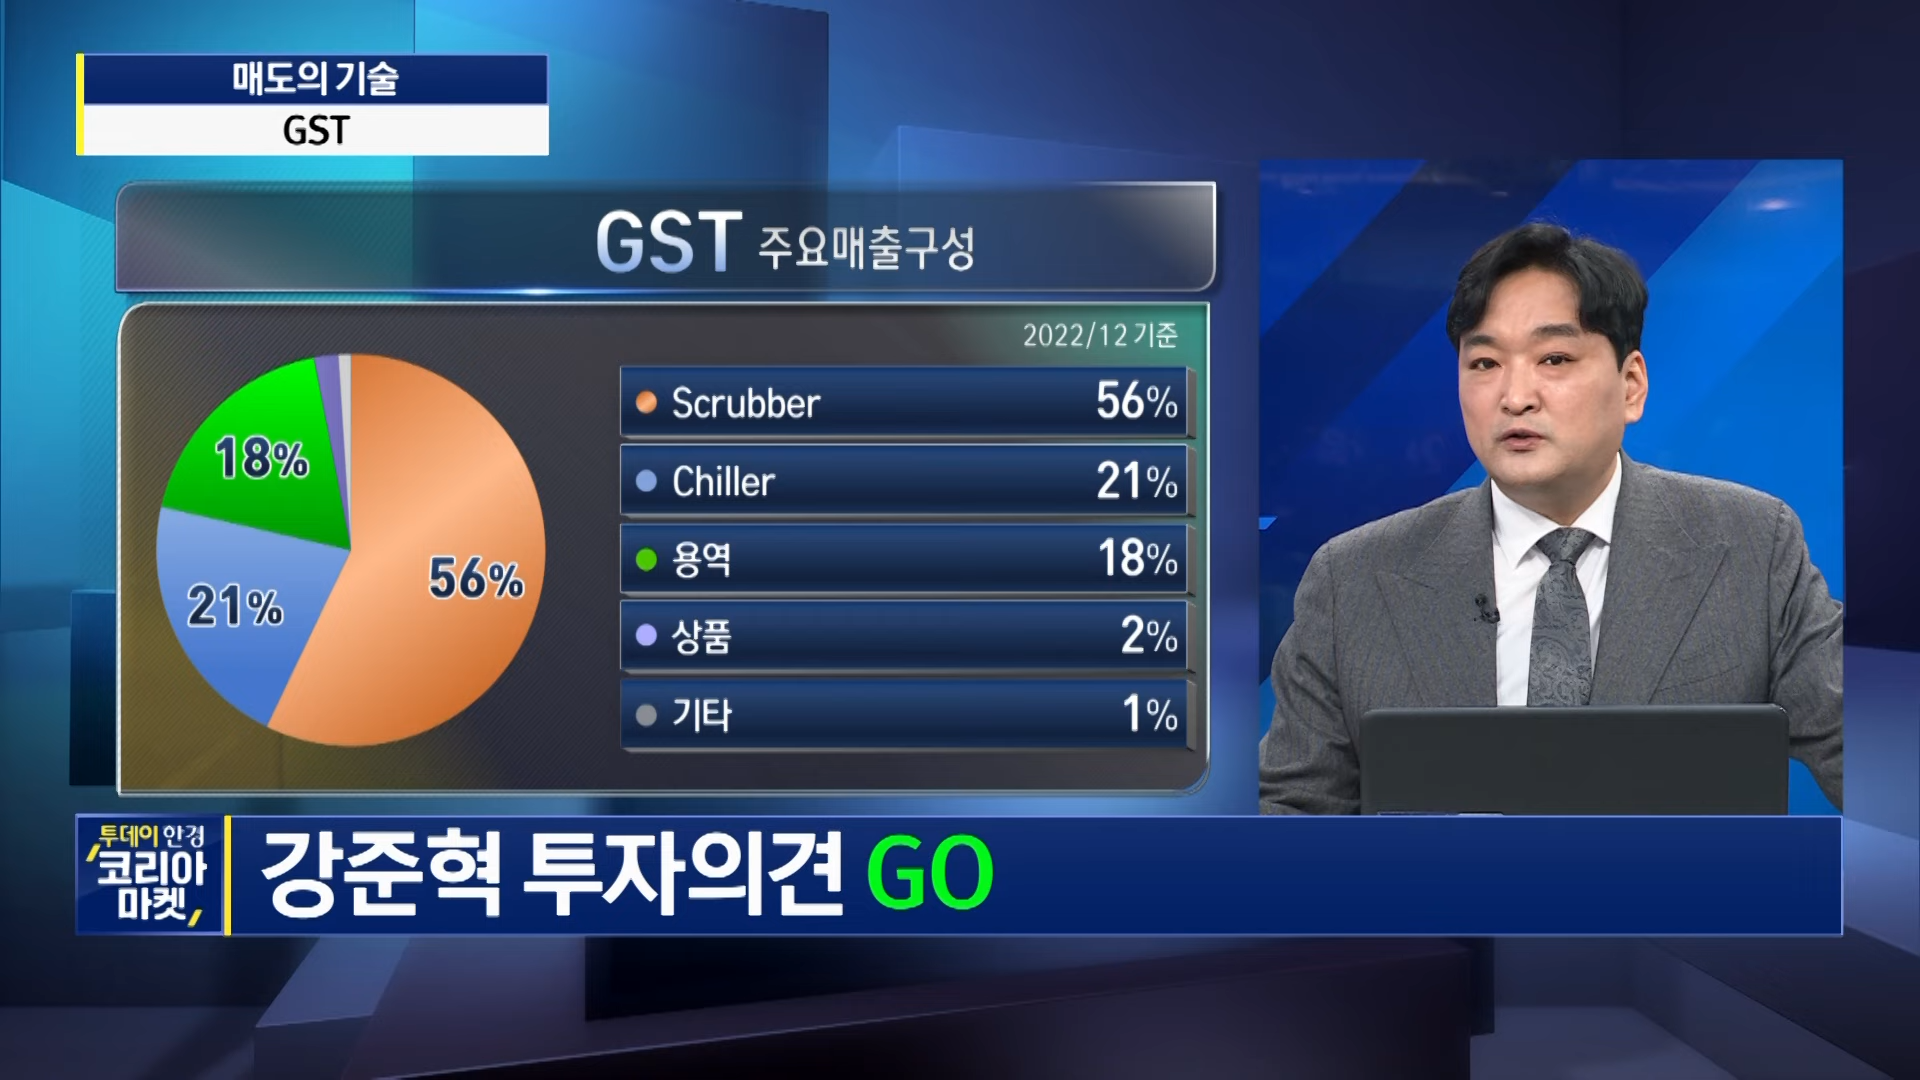 매도의 기술
GST
GST 주요매출구성
2022/12 기준
18%
56%
21%
Scrubber 56%
Chiller 21%
용역 18%
상품 2%
기타 1%
투데이 한경
코리아
마켓
강준혁 투자의견 GO